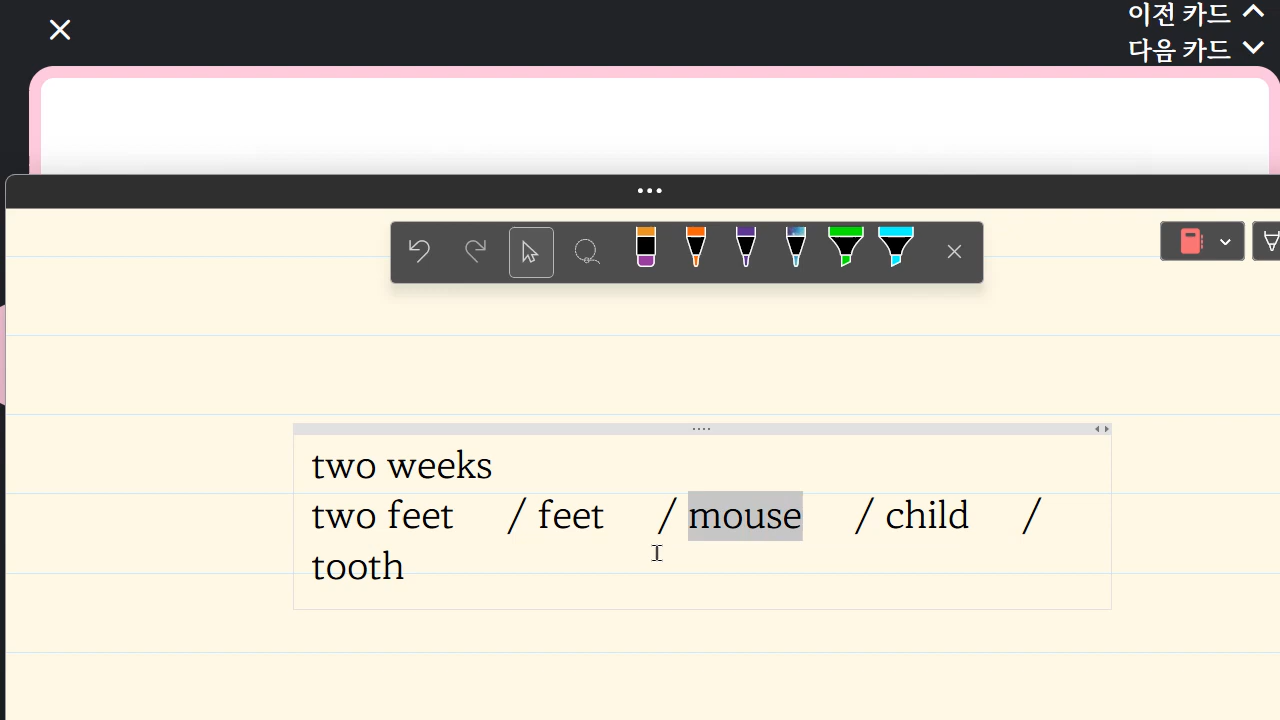 이전 카드
다음 카드
two weeks
two feet / feet / mouse / child /
tooth